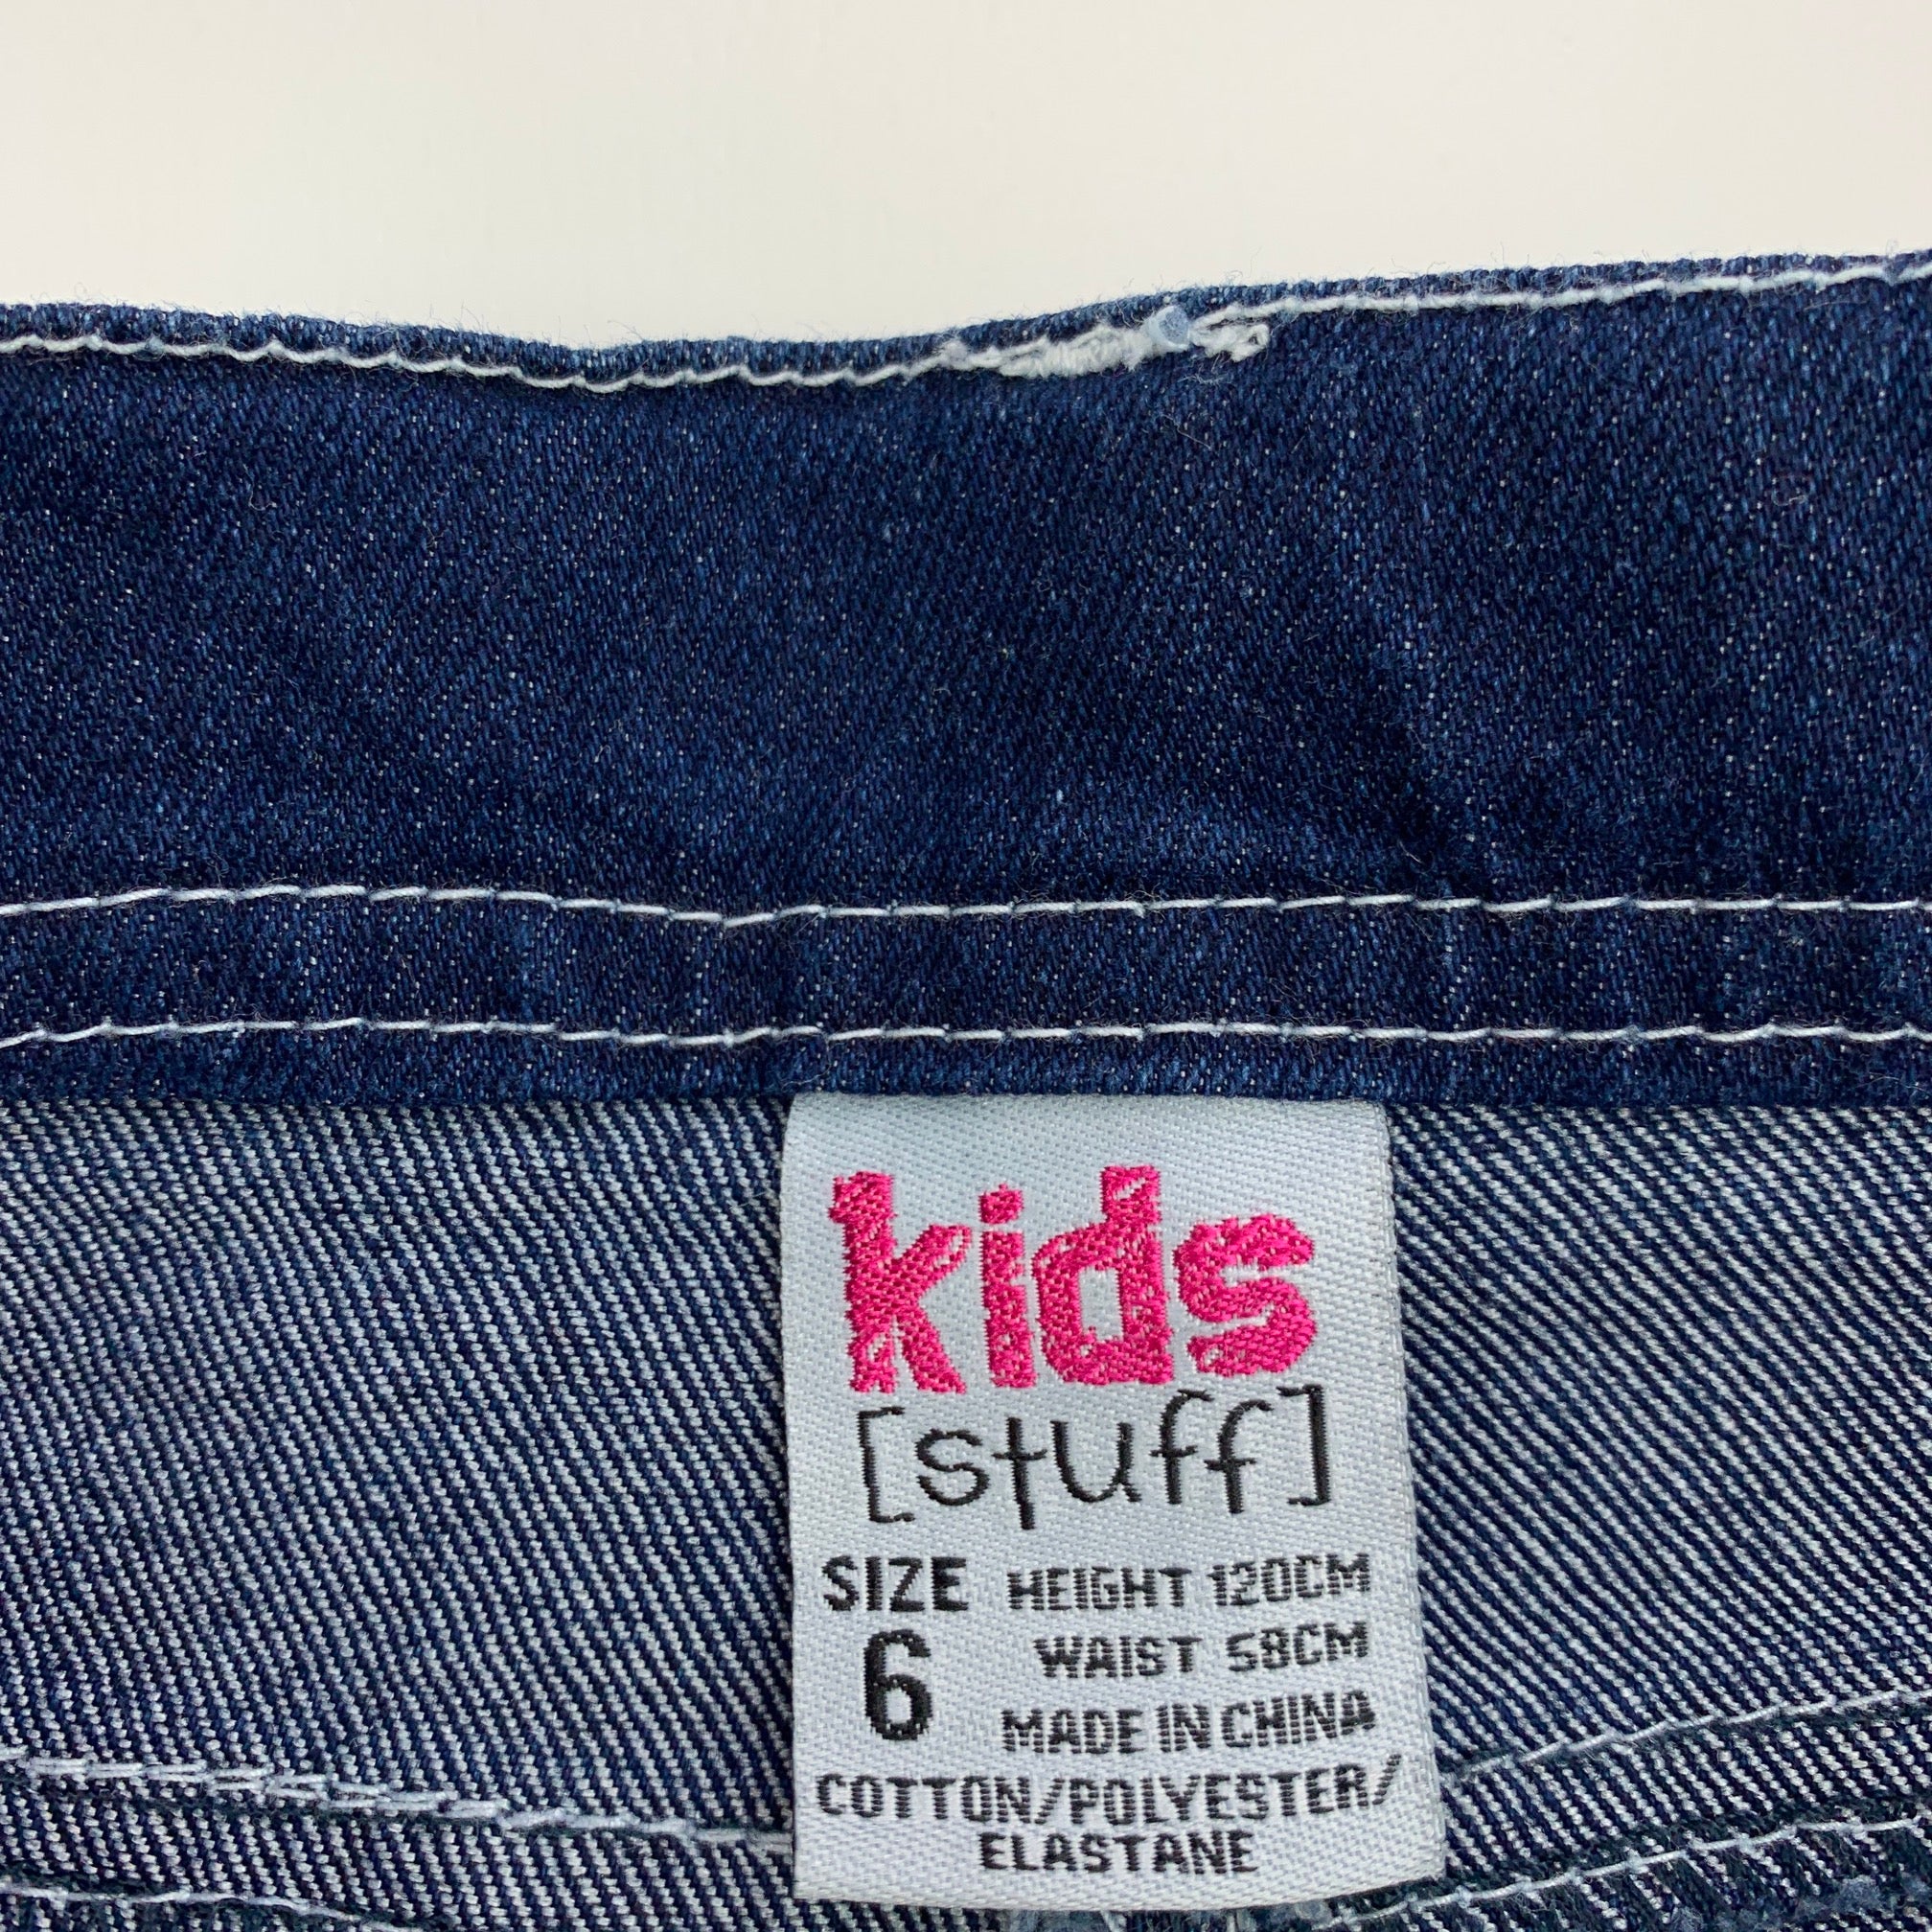 kids
[stuff]
SIZE HEIGHT 120CM
6 WAIST 58CM
MADE IN CHINA
COTTON/POLYESTER/
ELASTANE